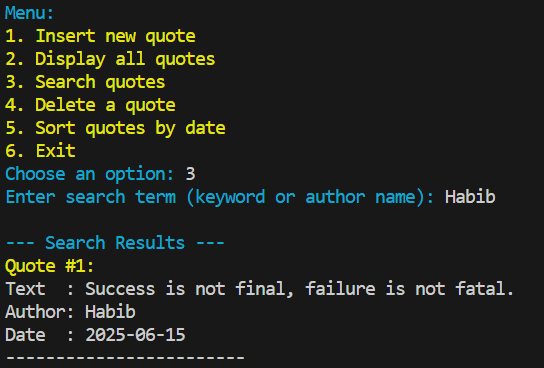 Menu:
1. Insert new quote
2. Display all quotes
3. Search quotes
4. Delete a quote
5. Sort quotes by date
6. Exit
Choose an option: 3
Enter search term (keyword or author name): Habib
--- Search Results ---
Quote #1:
Text  : Success is not final, failure is not fatal.
Author: Habib
Date  : 2025-06-15
------------------------